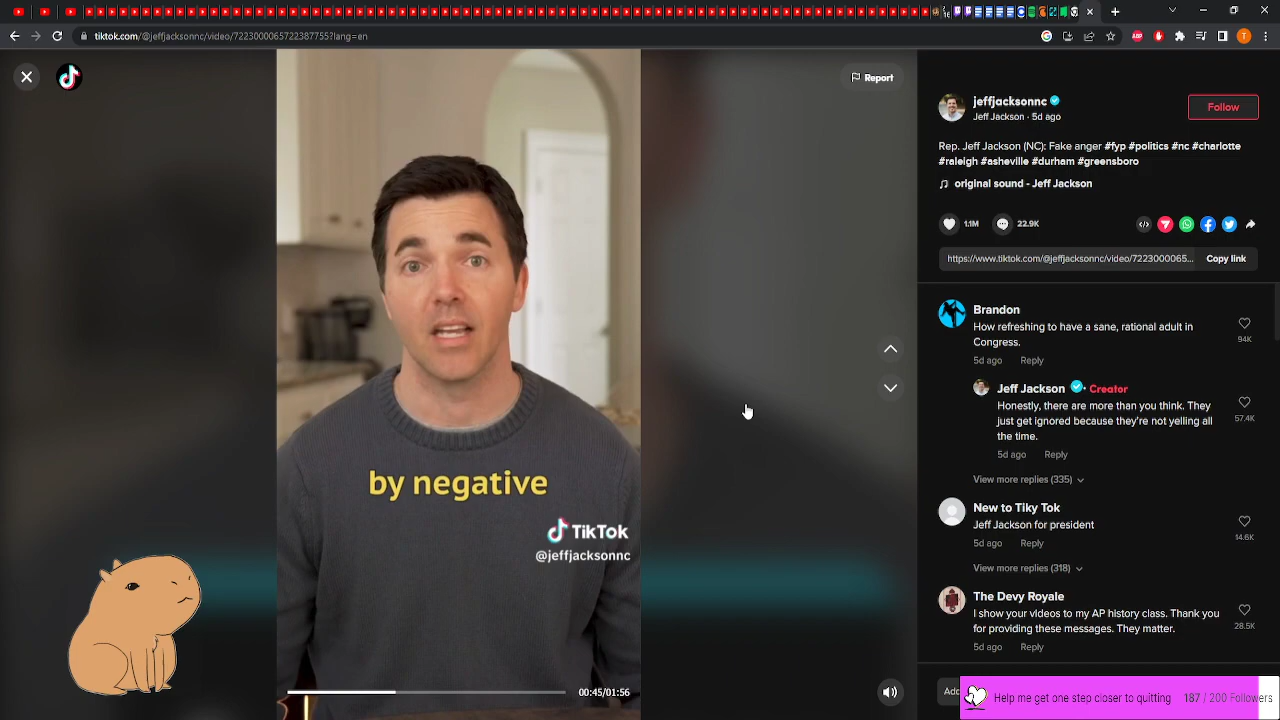 tiktok.com/@jeffjacksonnc/video/7223000065722387755?lang=en
T
Report
by negative
TikTok
@jeffjacksonnc
00:45/01:56
jeffjacksonnc
Jeff Jackson · 5d ago
Follow
Rep. Jeff Jackson (NC): Fake anger #fyp #politics #nc #charlotte
#raleigh #asheville #durham #greensboro
original sound - Jeff Jackson
1.1M
22.9K
https://www.tiktok.com/@jeffjacksonnc/video/7223000065...
Copy link
Brandon
How refreshing to have a sane, rational adult in
Congress.
94K
5d ago Reply
Jeff Jackson · Creator
Honestly, there are more than you think. They
just get ignored because they're not yelling all
the time.
57.4K
5d ago Reply
View more replies (335)
New to Tiky Tok
Jeff Jackson for president
14.6K
5d ago Reply
View more replies (318)
The Devy Royale
I show your videos to my AP history class. Thank you
for providing these messages. They matter.
28.5K
5d ago Reply
Add
Help me get one step closer to quitting 187 / 200 Followers